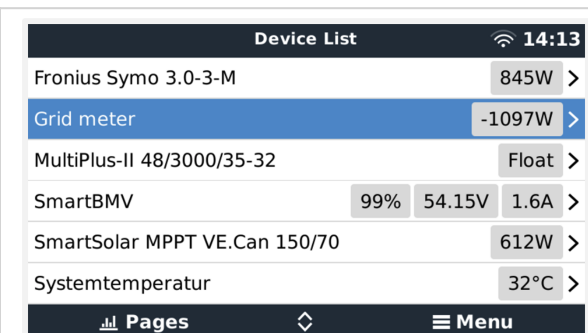 Device List 14:13
Fronius Symo 3.0-3-M 845W
Grid meter -1097W
MultiPlus-II 48/3000/35-32 Float
SmartBMV 99% 54.15V 1.6A
SmartSolar MPPT VE.Can 150/70 612W
Systemtemperatur 32°C
Pages Menu